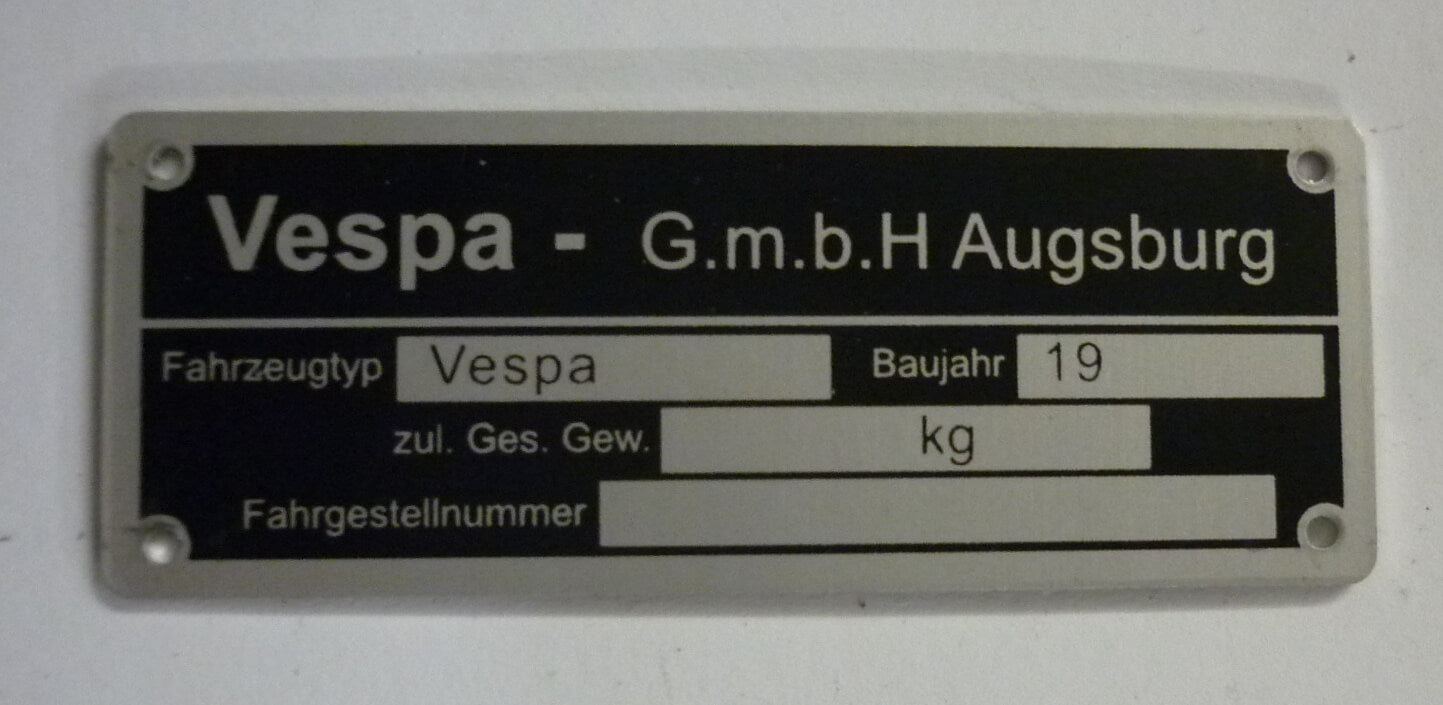 Vespa - G.m.b.H Augsburg
Fahrzeugtyp Vespa Baujahr 19
zul. Ges. Gew. kg
Fahrgestellnummer